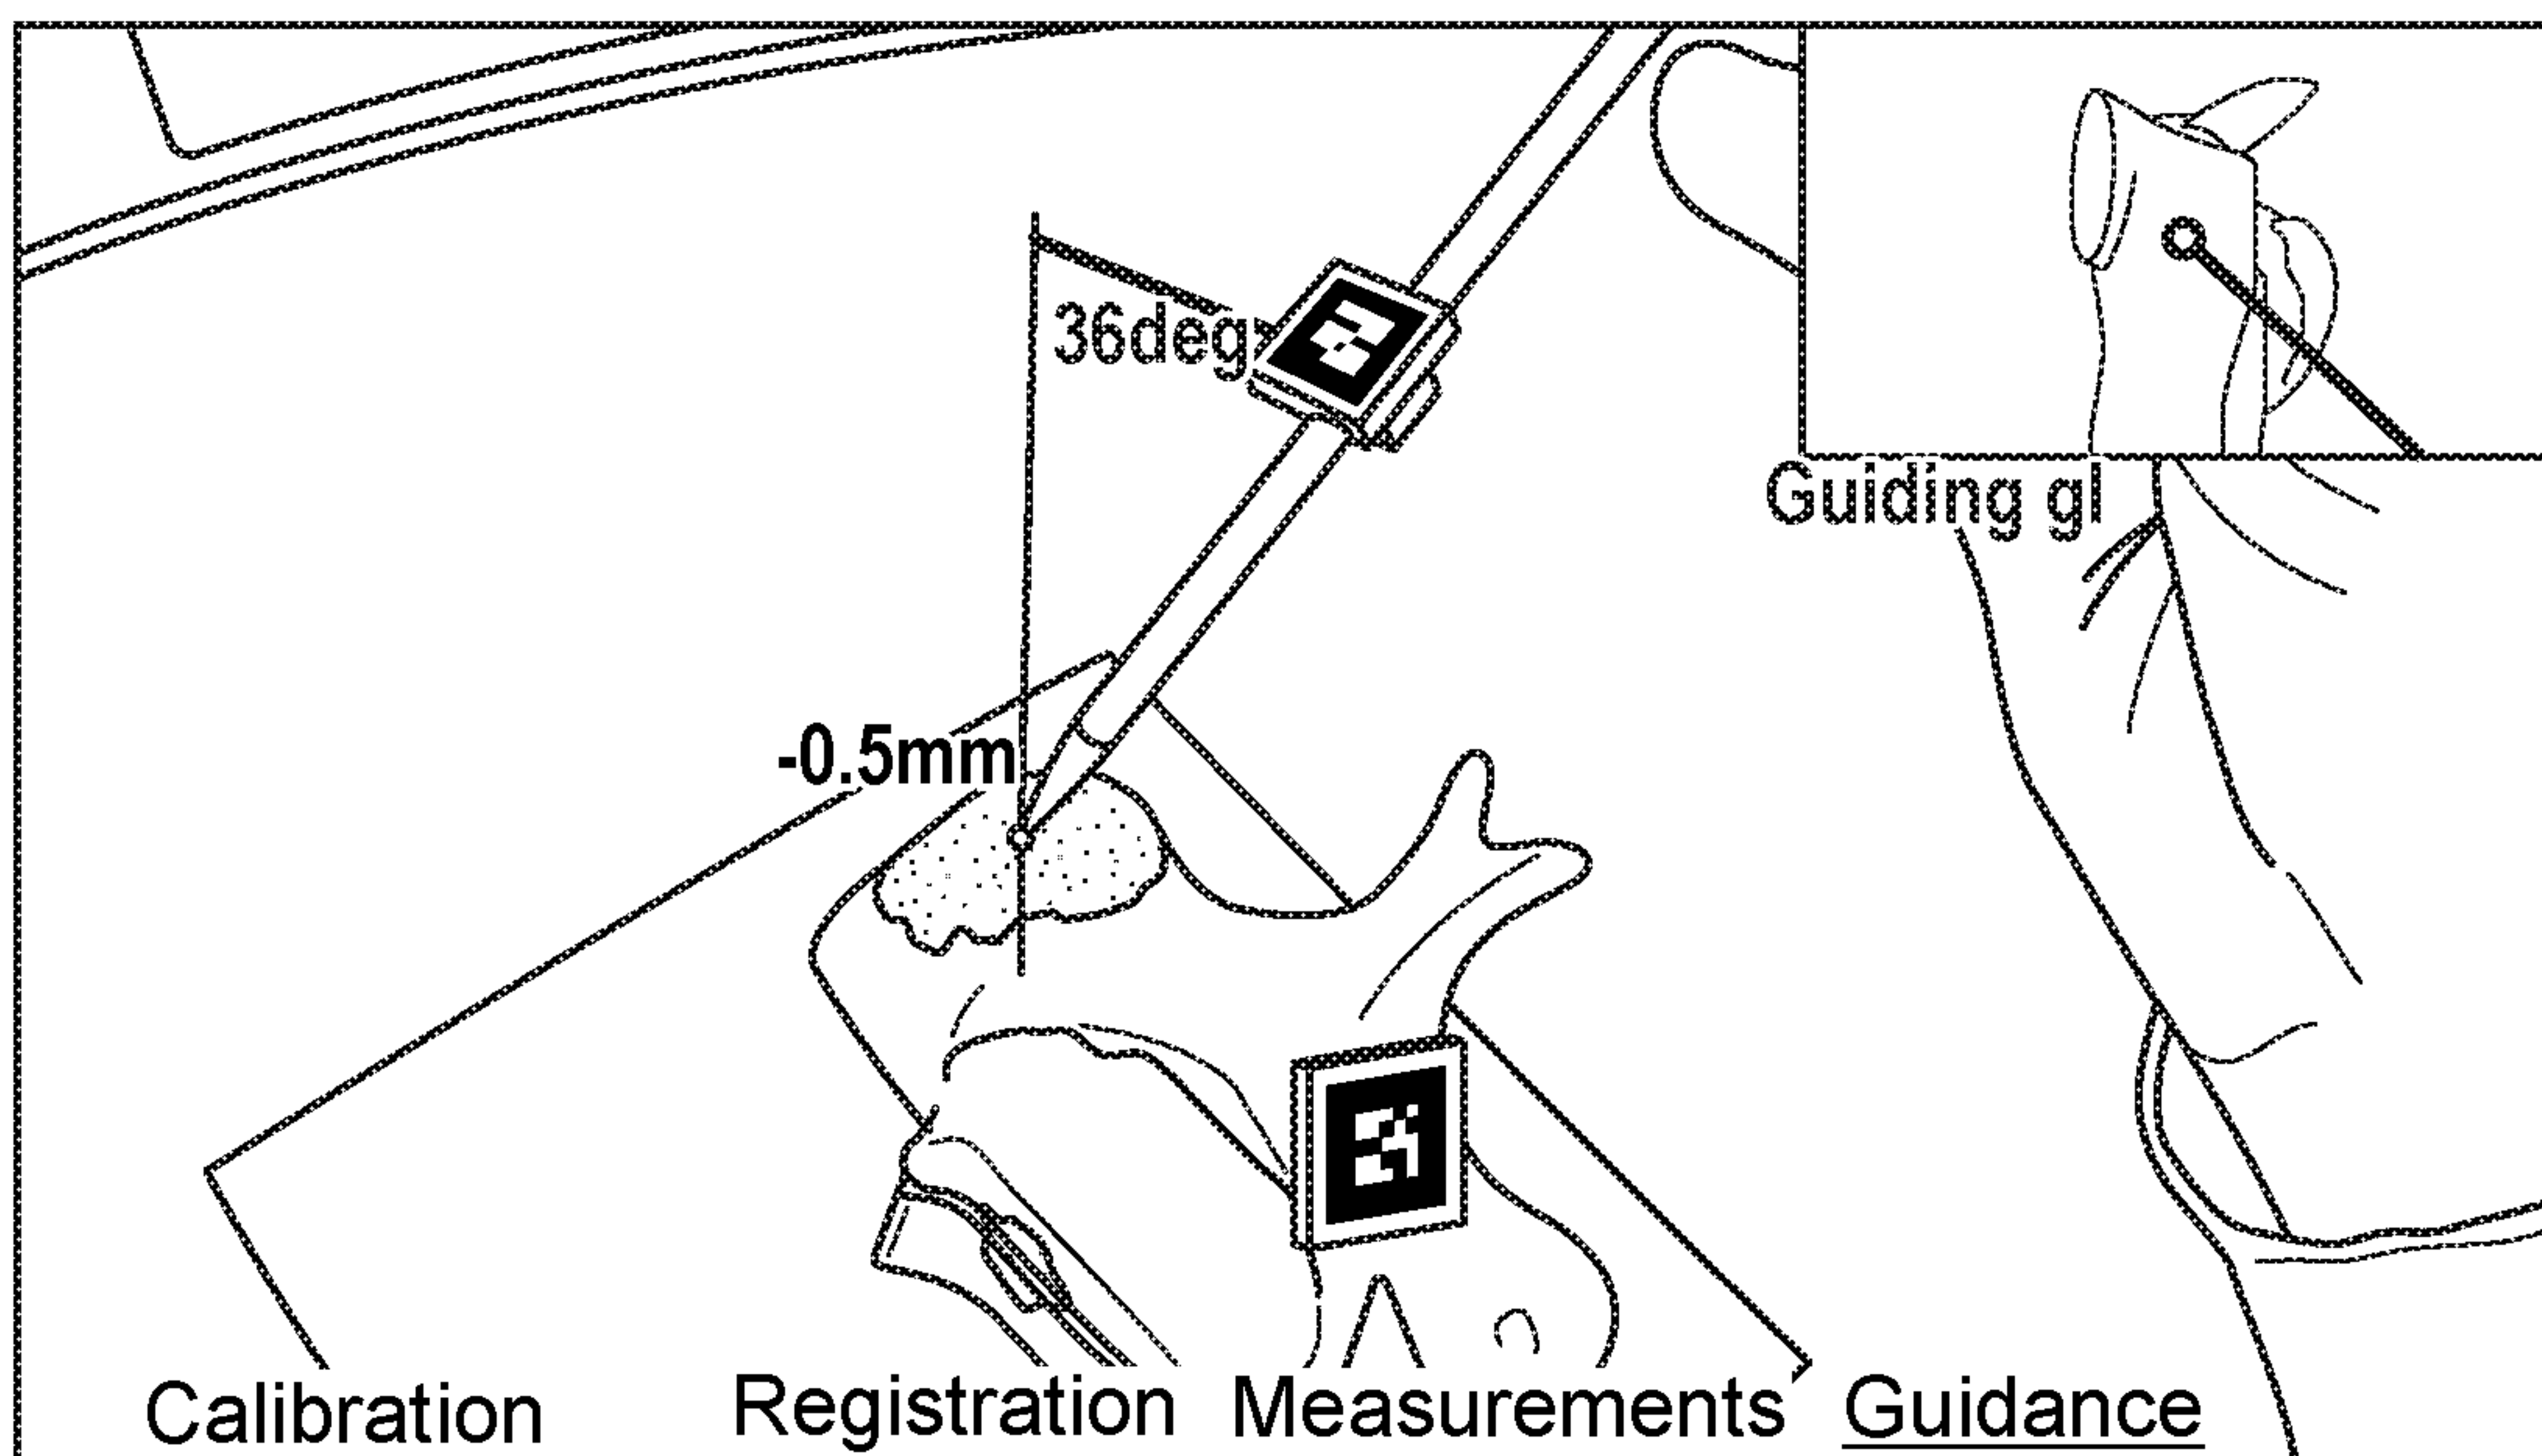 36deg
Guiding gl
-0.5mm
Calibration Registration Measurements Guidance